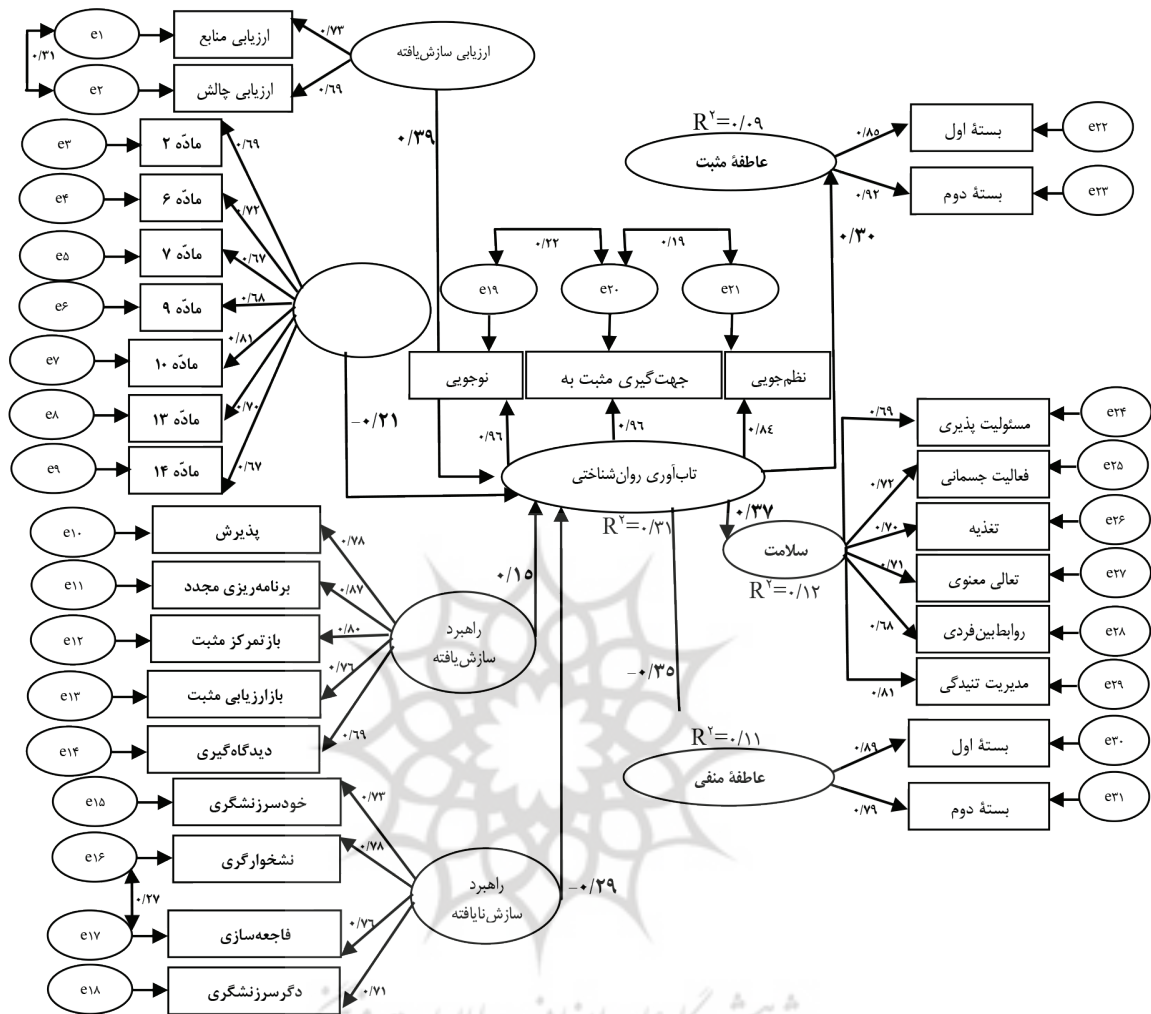 e۱
ارزیابی منابع
۰/۷۳
ارزیابی سازش‌یافته
۰/۳۱
e۲
ارزیابی چالش
۰/۶۹
۰/۳۹
e۳
مادّه ۲
۰/۶۹
e۴
مادّه ۶
۰/۷۲
e۵
مادّه ۷
۰/۶۷
e۶
مادّه ۹
۰/۶۸
e۷
مادّه ۱۰
۰/۸۱
e۸
مادّه ۱۳
۰/۷۰
e۹
مادّه ۱۴
۰/۶۷
–۰/۲۱
e۱۰
پذیرش
۰/۷۸
e۱۱
برنامه‌ریزی مجدد
۰/۸۷
e۱۲
بازتمرکز مثبت
۰/۸۰
e۱۳
بازارزیابی مثبت
۰/۷۶
e۱۴
دیدگاه‌گیری
۰/۶۹
راهبرد
سازش‌یافته
۰/۱۵
e۱۵
خودسرزنشگری
۰/۷۳
e۱۶
نشخوارگری
۰/۷۸
۰/۲۷
e۱۷
فاجعه‌سازی
۰/۷۶
e۱۸
دگرسرزنشگری
۰/۷۱
راهبرد
سازش‌نایافته
–۰/۲۹
۰/۲۲
۰/۱۹
e۱۹
e۲۰
e۲۱
نوجویی
جهت‌گیری مثبت به
نظم‌جویی
۰/۹۶
۰/۹۶
۰/۸٤
تاب‌آوری روان‌شناختی
R۲=۰/۳۱
۰/۳۰
۰/۳۷
–۰/۳۵
R۲=۰/۰۹
عاطفهٔ مثبت
۰/۸۵
بستهٔ اول
e۲۲
۰/۹۲
بستهٔ دوم
e۲۳
سلامت
R۲=۰/۱۲
۰/۶۹
مسئولیت پذیری
e۲۴
۰/۷۲
فعالیت جسمانی
e۲۵
۰/۷۰
تغذیه
e۲۶
۰/۷۱
تعالی معنوی
e۲۷
۰/۶۸
روابط‌بین‌فردی
e۲۸
۰/۸۱
مدیریت تنیدگی
e۲۹
R۲=۰/۱۱
عاطفهٔ منفی
۰/۸۹
بستهٔ اول
e۳۰
۰/۷۹
بستهٔ دوم
e۳۱